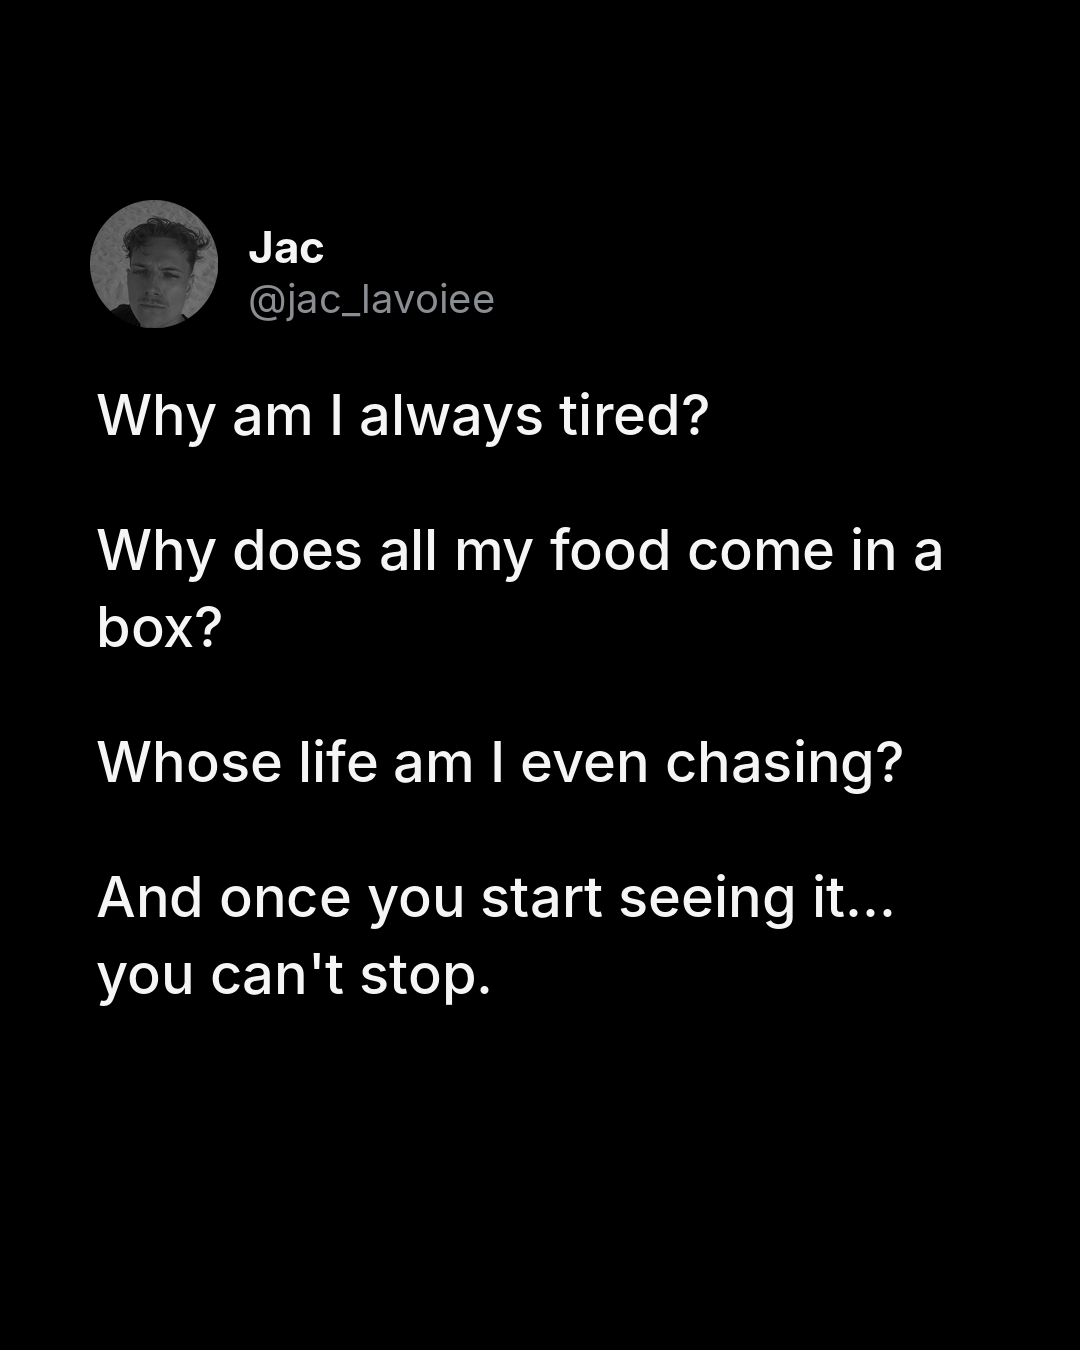 Jac
@jac_lavoiee
Why am I always tired?
Why does all my food come in a
box?
Whose life am I even chasing?
And once you start seeing it...
you can't stop.